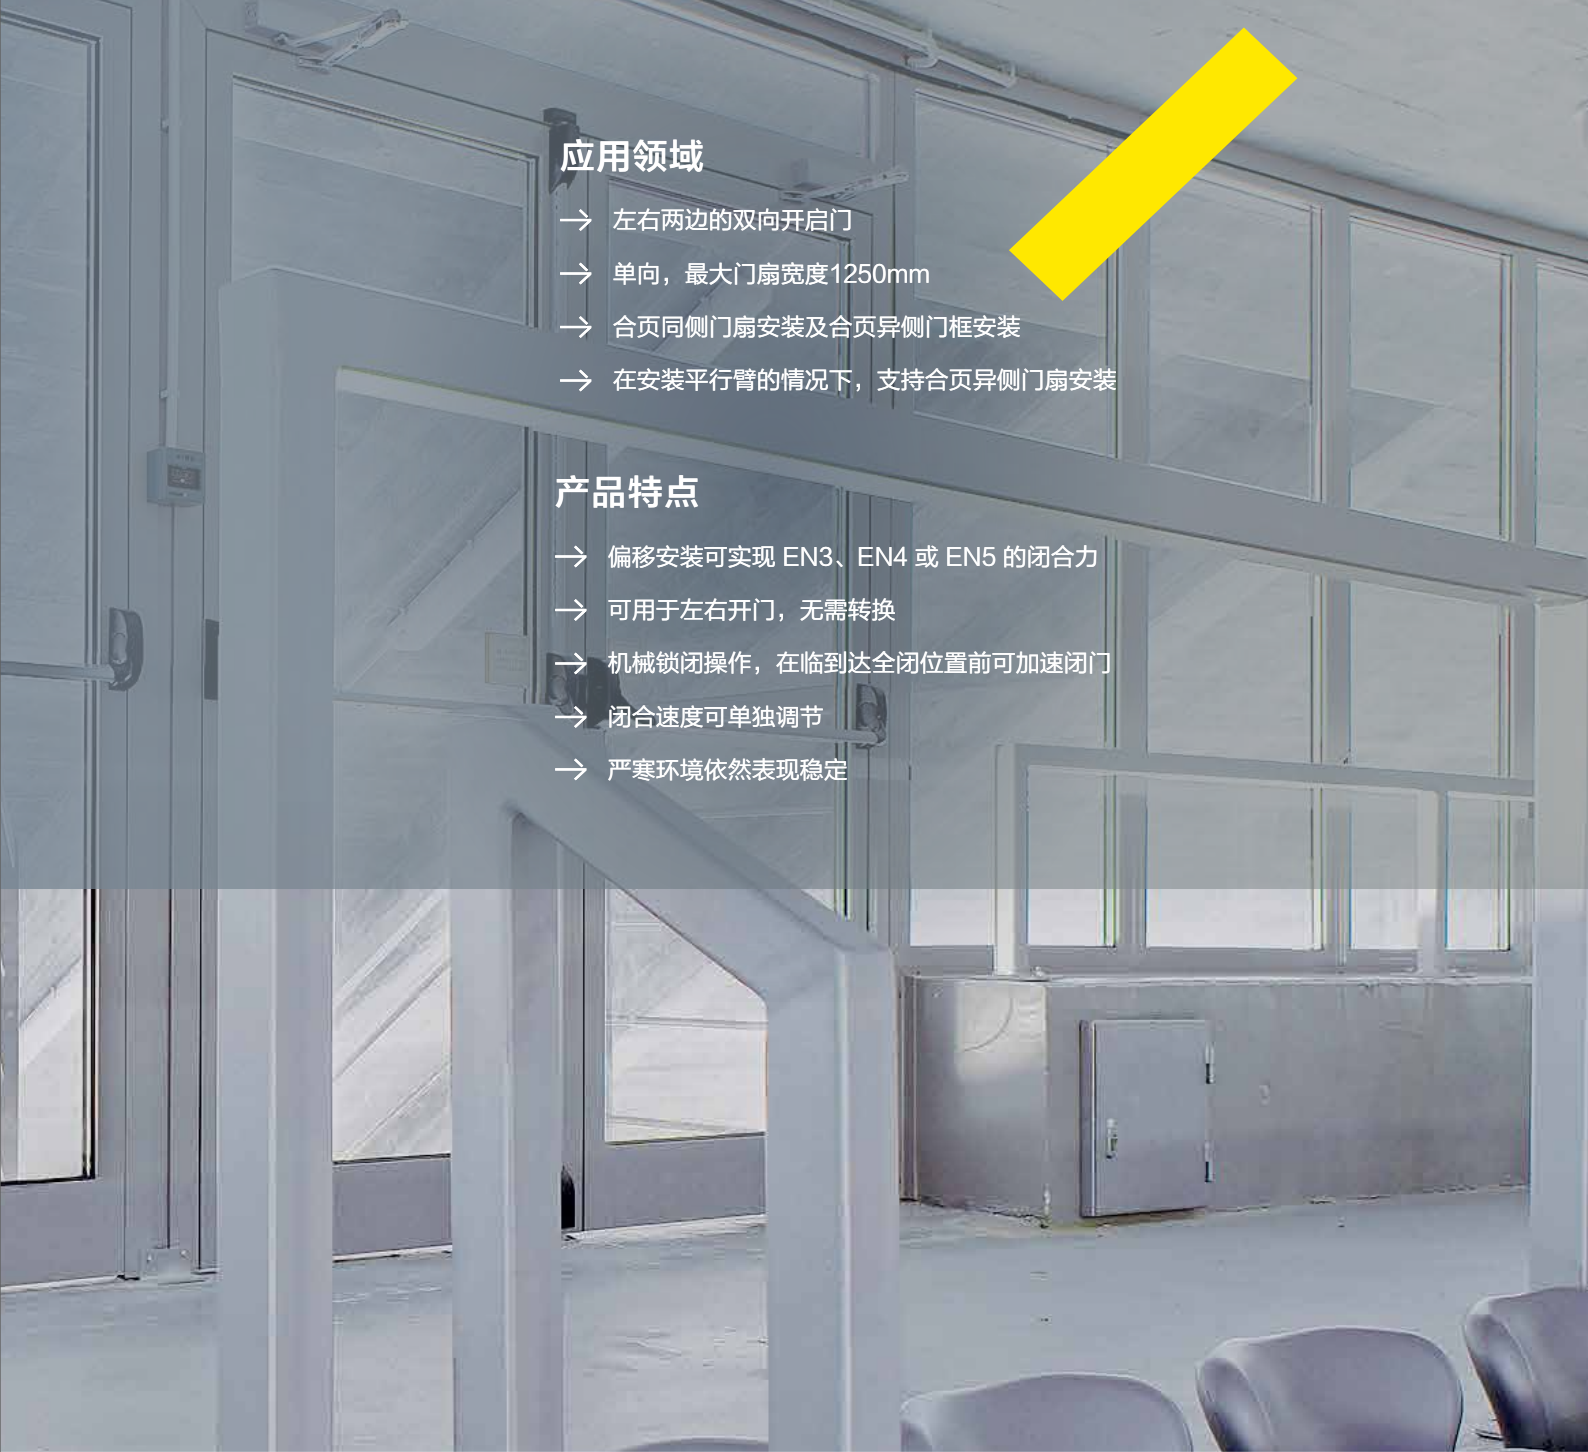 应用领域
→ 左右两边的双向开启门
→ 单向，最大门扇宽度1250mm
→ 合页同侧门扇安装及合页异侧门框安装
→ 在安装平行臂的情况下，支持合页异侧门扇安装
产品特点
→ 偏移安装可实现 EN3、EN4 或 EN5 的闭合力
→ 可用于左右开门，无需转换
→ 机械锁闭操作，在临到达全闭位置前可加速闭门
→ 闭合速度可单独调节
→ 严寒环境依然表现稳定